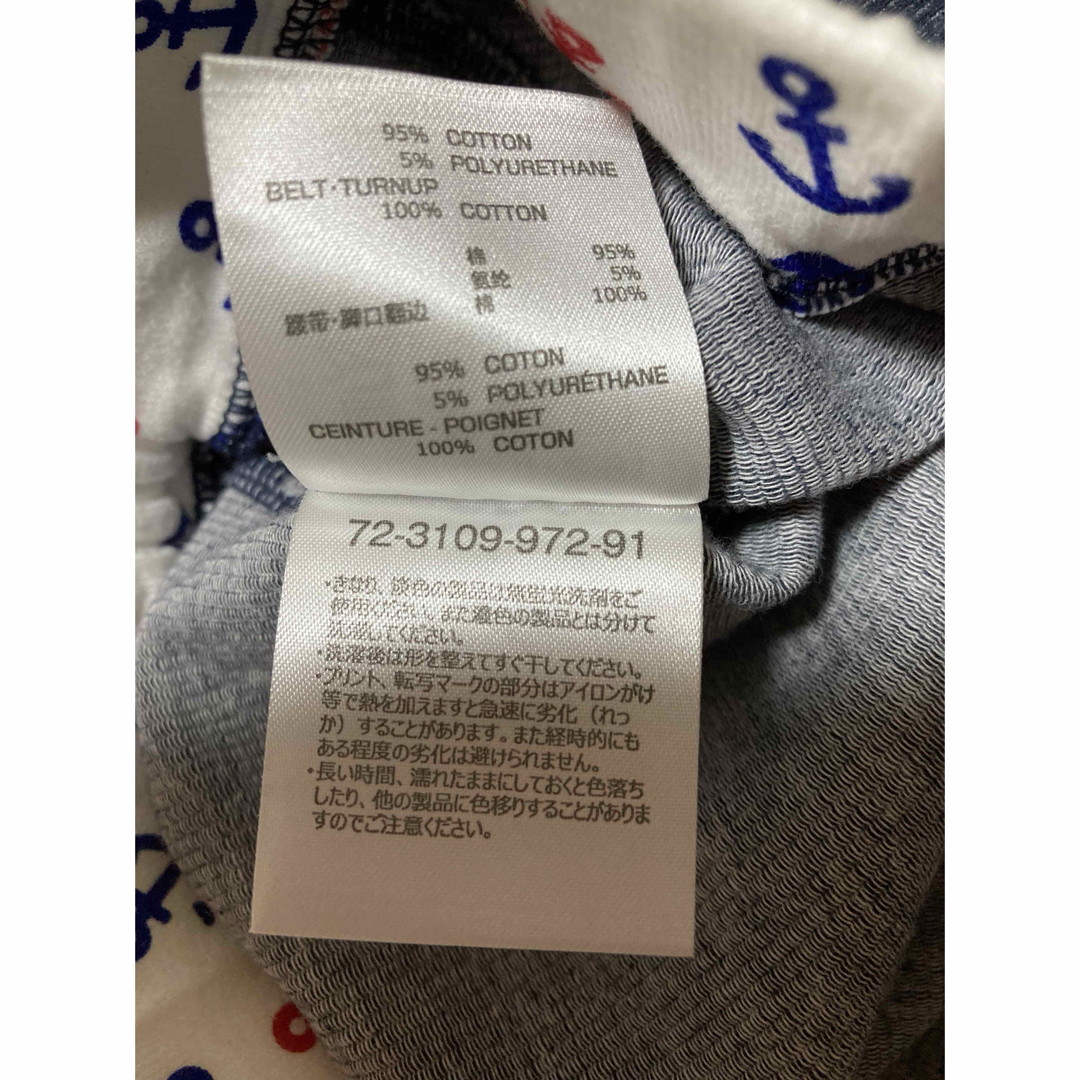 95% COTTON
5% POLYURETHANE
BELT·TURNUP
100% COTTON
棉 95%
氨纶 5%
腰带·脚口翻边 棉 100%
95% COTON
5% POLYURÉTHANE
CEINTURE - POIGNET
100% COTON
72-3109-972-91
・きなり、淡色の製品は無蛍光洗剤をご
使用ください。また濃色の製品とは分けて
洗濯してください。
・洗濯後は形を整えてすぐ干してください。
・プリント、転写マークの部分はアイロンがけ
等で熱を加えますと急速に劣化（れっ
か）することがあります。また経時的にも
ある程度の劣化は避けられません。
・長い時間、濡れたままにしておくと色落ち
したり、他の製品に色移りすることがありま
すのでご注意ください。